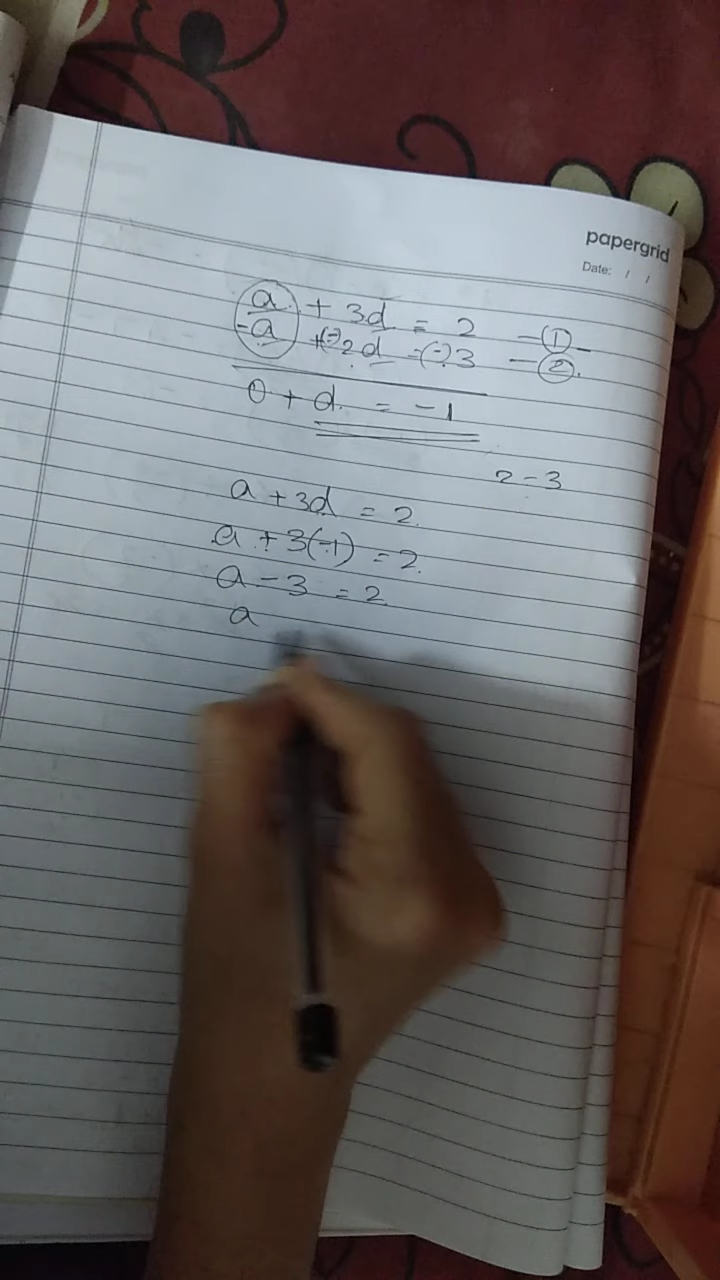 papergrid
Date: / /
a + 3d = 2 -①-
-a +(-)2d =(-)3 -②.
0 + d = -1
2-3
a + 3d = 2.
a + 3(-1) = 2.
a - 3 = 2
a